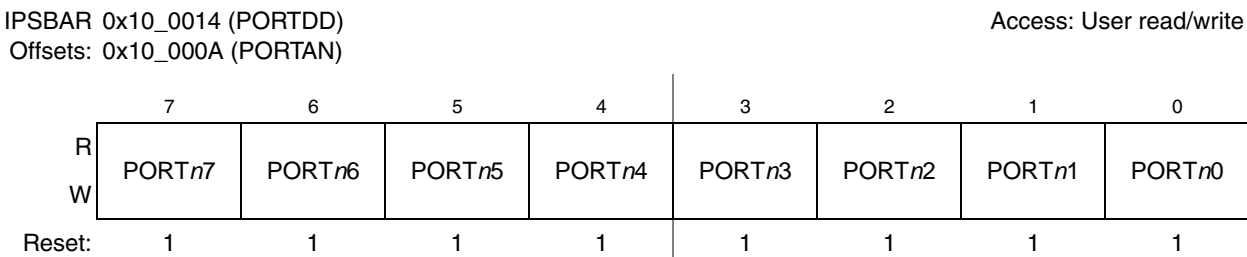 IPSBAR 0x10_0014 (PORTDD) Access: User read/write
Offsets: 0x10_000A (PORTAN)
7 6 5 4 3 2 1 0
R
PORTn7 PORTn6 PORTn5 PORTn4 PORTn3 PORTn2 PORTn1 PORTn0
W
Reset: 1 1 1 1 1 1 1 1